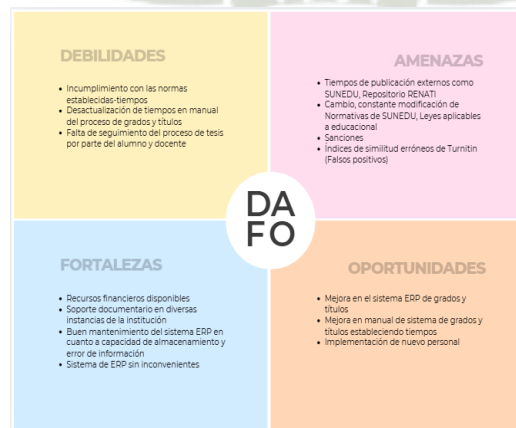 DEBILIDADES
• Incumplimiento con las normas
establecidas-tiempos
• Desactualización de tiempos en manual
del proceso de grados y títulos
• Falta de seguimiento del proceso de tesis
por parte del alumno y docente
AMENAZAS
• Tiempos de publicación externos como
SUNEDU, Repositorio RENATI
• Cambio, constante modificación de
Normativas de SUNEDU, Leyes aplicables
a educacional
• Sanciones
• Índices de similitud erróneos de Turnitin
(Falsos positivos)
DA
FO
FORTALEZAS
• Recursos financieros disponibles
• Soporte documentario en diversas
instancias de la institución
• Buen mantenimiento del sistema ERP en
cuanto a capacidad de almacenamiento y
error de información
• Sistema de ERP sin inconvenientes
OPORTUNIDADES
• Mejora en el sistema ERP de grados y
títulos
• Mejora en manual de sistema de grados y
títulos estableciendo tiempos
• Implementación de nuevo personal